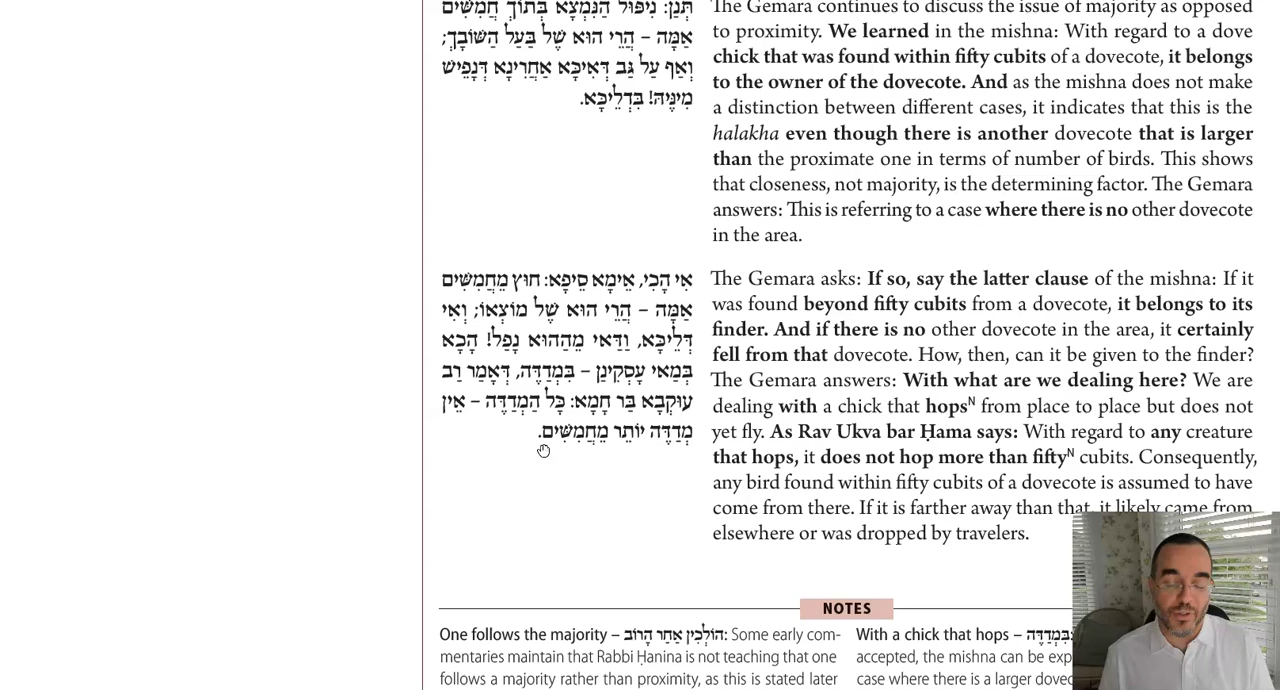 תְּנַן: נִיפּוּל הַנִּמְצָא בְּתוֹךְ חֲמִשִּׁים
אַמָּה – הֲרֵי הוּא שֶׁל בַּעַל הַשּׁוֹבָךְ;
וְאַף עַל גַּב דְּאִיכָּא אַחֲרִינָא דְּנָפֵישׁ
מִינֵּיהּ! בִּדְלֵיכָּא.
The Gemara continues to discuss the issue of majority as opposed
to proximity. We learned in the mishna: With regard to a dove
chick that was found within fifty cubits of a dovecote, it belongs
to the owner of the dovecote. And as the mishna does not make
a distinction between different cases, it indicates that this is the
halakha even though there is another dovecote that is larger
than the proximate one in terms of number of birds. This shows
that closeness, not majority, is the determining factor. The Gemara
answers: This is referring to a case where there is no other dovecote
in the area.
אִי הָכִי, אֵימָא סֵיפָא: חוּץ מֵחֲמִשִּׁים
אַמָּה – הֲרֵי הוּא שֶׁל מוֹצְאוֹ; וְאִי
דְּלֵיכָּא, וַדַּאי מֵהַהוּא נָפַל! הָכָא
בְּמַאי עָסְקִינַן – בִּמְדַדֶּה, דְּאָמַר רַב
עוּקְבָא בַּר חָמָא: כׇּל הַמְדַדֶּה – אֵין
מְדַדֶּה יוֹתֵר מֵחֲמִשִּׁים.
The Gemara asks: If so, say the latter clause of the mishna: If it
was found beyond fifty cubits from a dovecote, it belongs to its
finder. And if there is no other dovecote in the area, it certainly
fell from that dovecote. How, then, can it be given to the finder?
The Gemara answers: With what are we dealing here? We are
dealing with a chick that hopsᴺ from place to place but does not
yet fly. As Rav Ukva bar Ḥama says: With regard to any creature
that hops, it does not hop more than fiftyᴺ cubits. Consequently,
any bird found within fifty cubits of a dovecote is assumed to have
come from there. If it is farther away than that, it likely came from
elsewhere or was dropped by travelers.
NOTES
One follows the majority – הוֹלְכִין אַחַר הָרוֹב: Some early com-
mentaries maintain that Rabbi Ḥanina is not teaching that one
follows a majority rather than proximity, as this is stated later
With a chick that hops – בִּמְדַדֶּה:
accepted, the mishna can be exp
case where there is a larger dovec